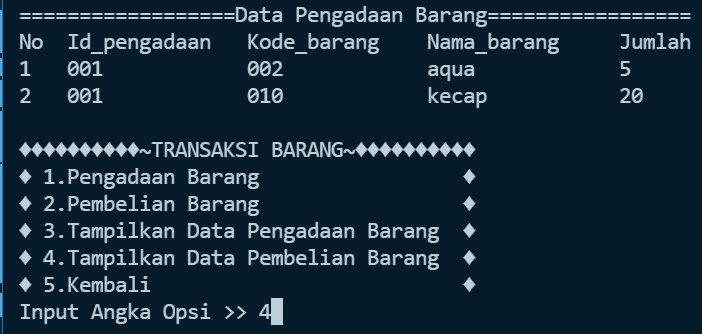 ==================Data Pengadaan Barang=================
No  Id_pengadaan   Kode_barang    Nama_barang     Jumlah
1   001            002            aqua            5
2   001            010            kecap           20
♦♦♦♦♦♦♦♦♦♦~TRANSAKSI BARANG~♦♦♦♦♦♦♦♦♦♦
♦ 1.Pengadaan Barang                 ♦
♦ 2.Pembelian Barang                 ♦
♦ 3.Tampilkan Data Pengadaan Barang  ♦
♦ 4.Tampilkan Data Pembelian Barang  ♦
♦ 5.Kembali                          ♦
Input Angka Opsi >> 4